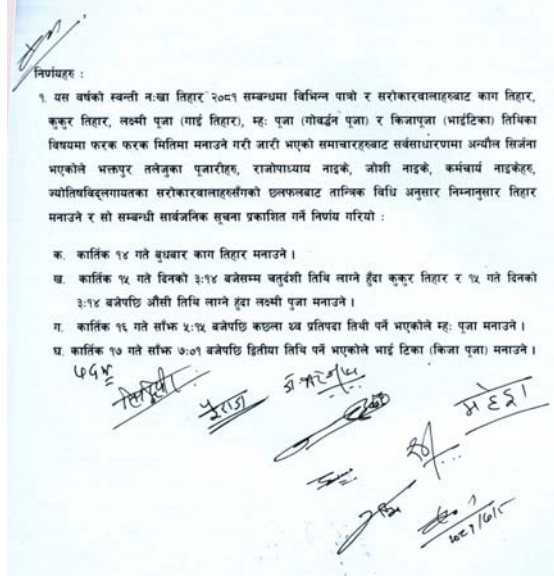 निर्णयहरु :
१. यस वर्षको स्वन्ती नःखा तिहार २०८१ सम्बन्धमा विभिन्न पात्रो र सरोकारवालाहरुबाट काग तिहार,
कुकुर तिहार, लक्ष्मी पूजा (गाई तिहार), म्हः पूजा (गोवर्द्धन पूजा) र किजापूजा (भाईटिका) तिथिका
विषयमा फरक फरक मितिमा मनाउने गरी जारी भएको समाचारहरुबाट सर्वसाधारणमा अन्यौल सिर्जना
भएकोले भक्तपुर तलेजुका पूजारीहरु, राजोपाध्याय नाइके, जोशी नाइके, कर्मचार्य नाइकेहरु,
ज्योतिषविद्लगायतका सरोकारवालाहरुसँगको छलफलबाट तान्त्रिक विधि अनुसार निम्नानुसार तिहार
मनाउने र सो सम्बन्धी सार्वजनिक सूचना प्रकाशित गर्ने निर्णय गरियो :
क. कार्तिक १४ गते बुधबार काग तिहार मनाउने ।
ख. कार्तिक १५ गते दिनको ३:१४ बजेसम्म चतुर्दशी तिथि लाग्ने हुँदा कुकुर तिहार र १५ गते दिनको
३:१४ बजेपछि औंसी तिथि लाग्ने हुंदा लक्ष्मी पूजा मनाउने ।
ग. कार्तिक १६ गते साँझ ५:१५ बजेपछि कछला थ्व प्रतिपदा तिथी पर्ने भएकोले म्हः पूजा मनाउने ।
घ. कार्तिक १७ गते साँझ ७:०१ बजेपछि द्वितीया तिथि पर्ने भएकोले भाई टिका (किजा पूजा) मनाउने ।